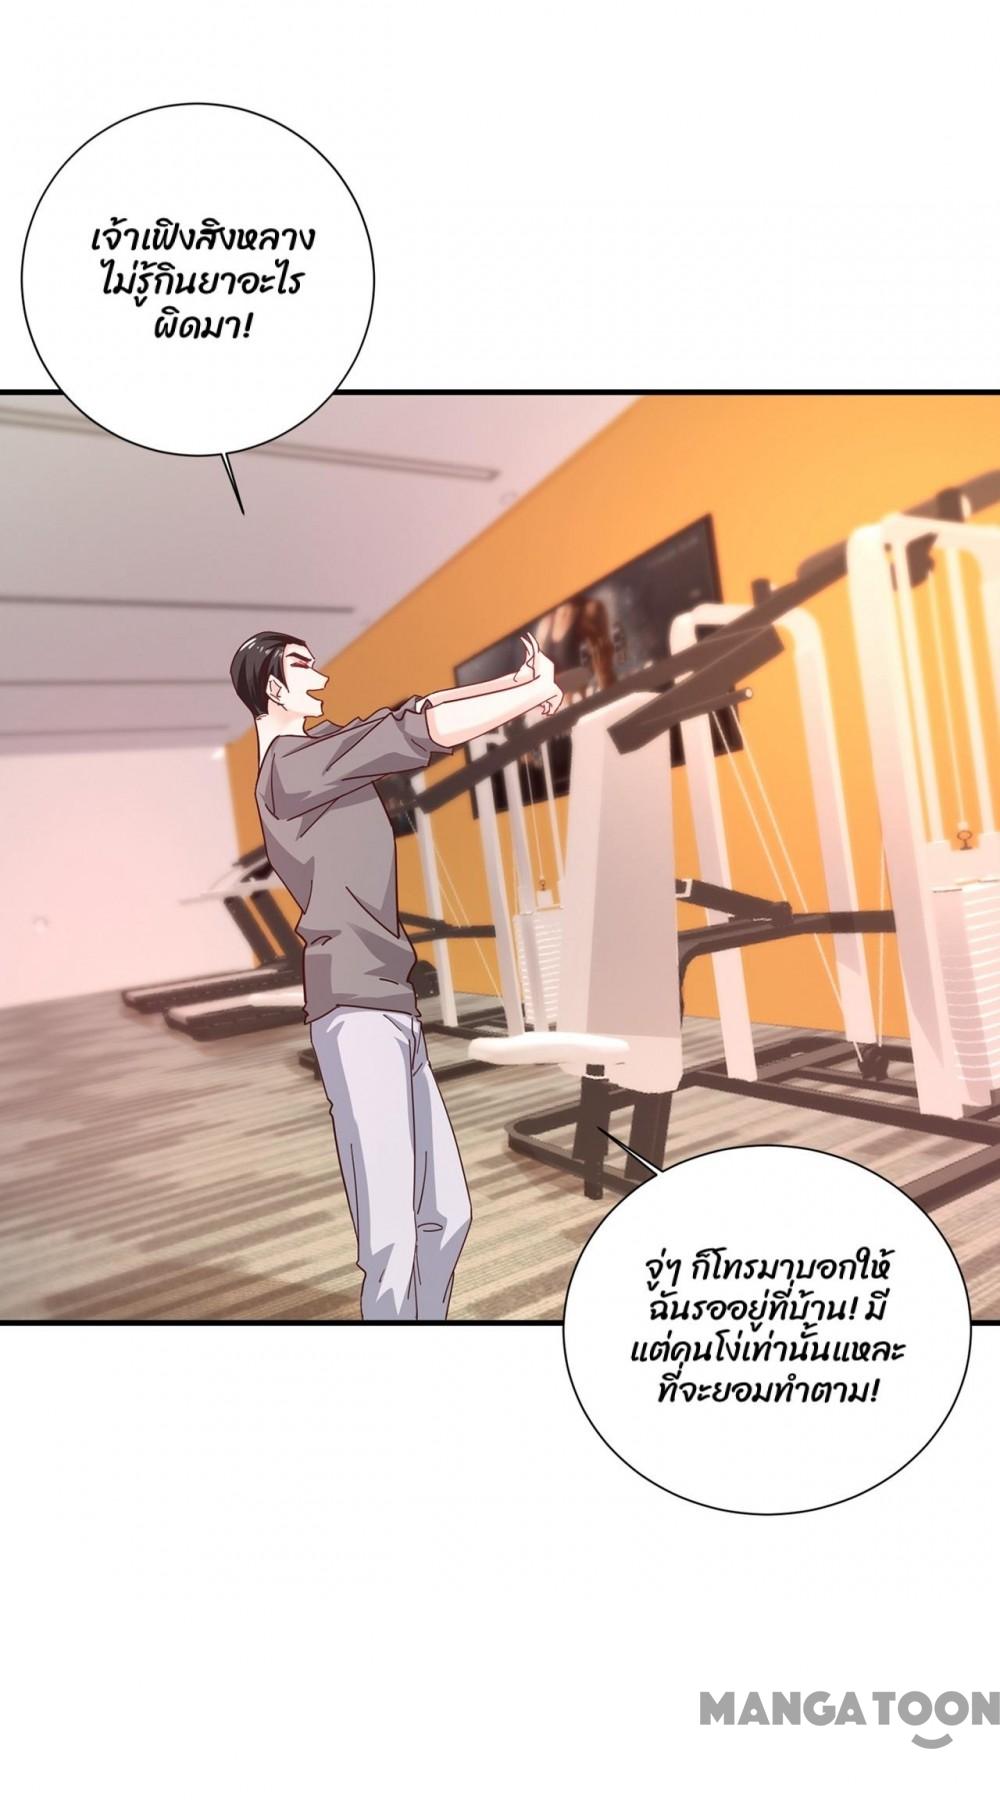 เจ้าเฟิงสิงหลาง
ไม่รู้กินยาอะไร
ผิดมา!
จู่ๆ ก็โทรมาบอกให้
ฉันรออยู่ที่บ้าน! มี
แต่คนโง่เท่านั้นแหละ
ที่จะยอมทำตาม!
MANGATOON